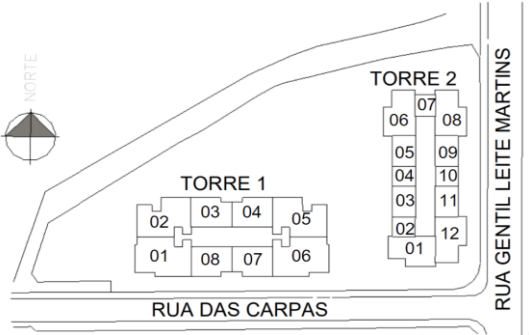 NORTE
TORRE 2
07
06 08
05 09
04 10
03 11
02 12
01
TORRE 1
02 03 04 05
01 08 07 06
RUA DAS CARPAS
RUA GENTIL LEITE MARTINS